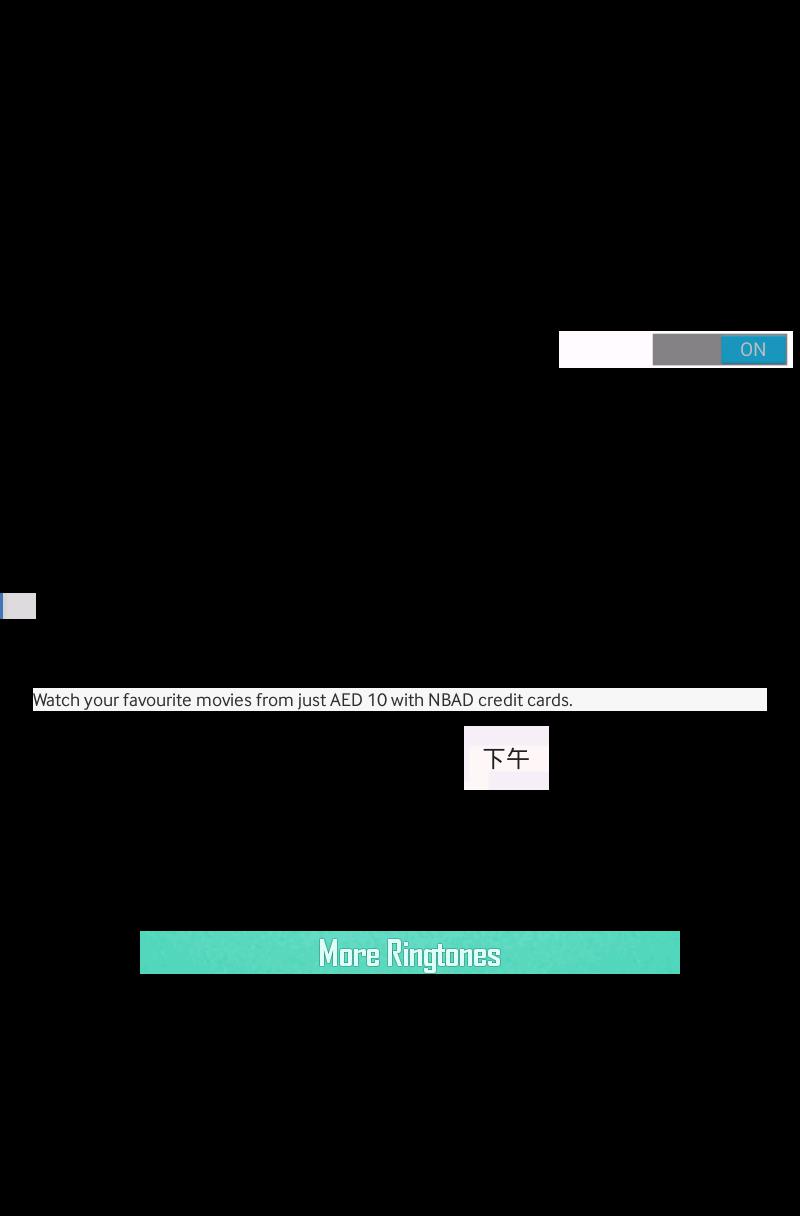 ON
Watch your favourite movies from just AED 10 with NBAD credit cards.
下午
More Ringtones